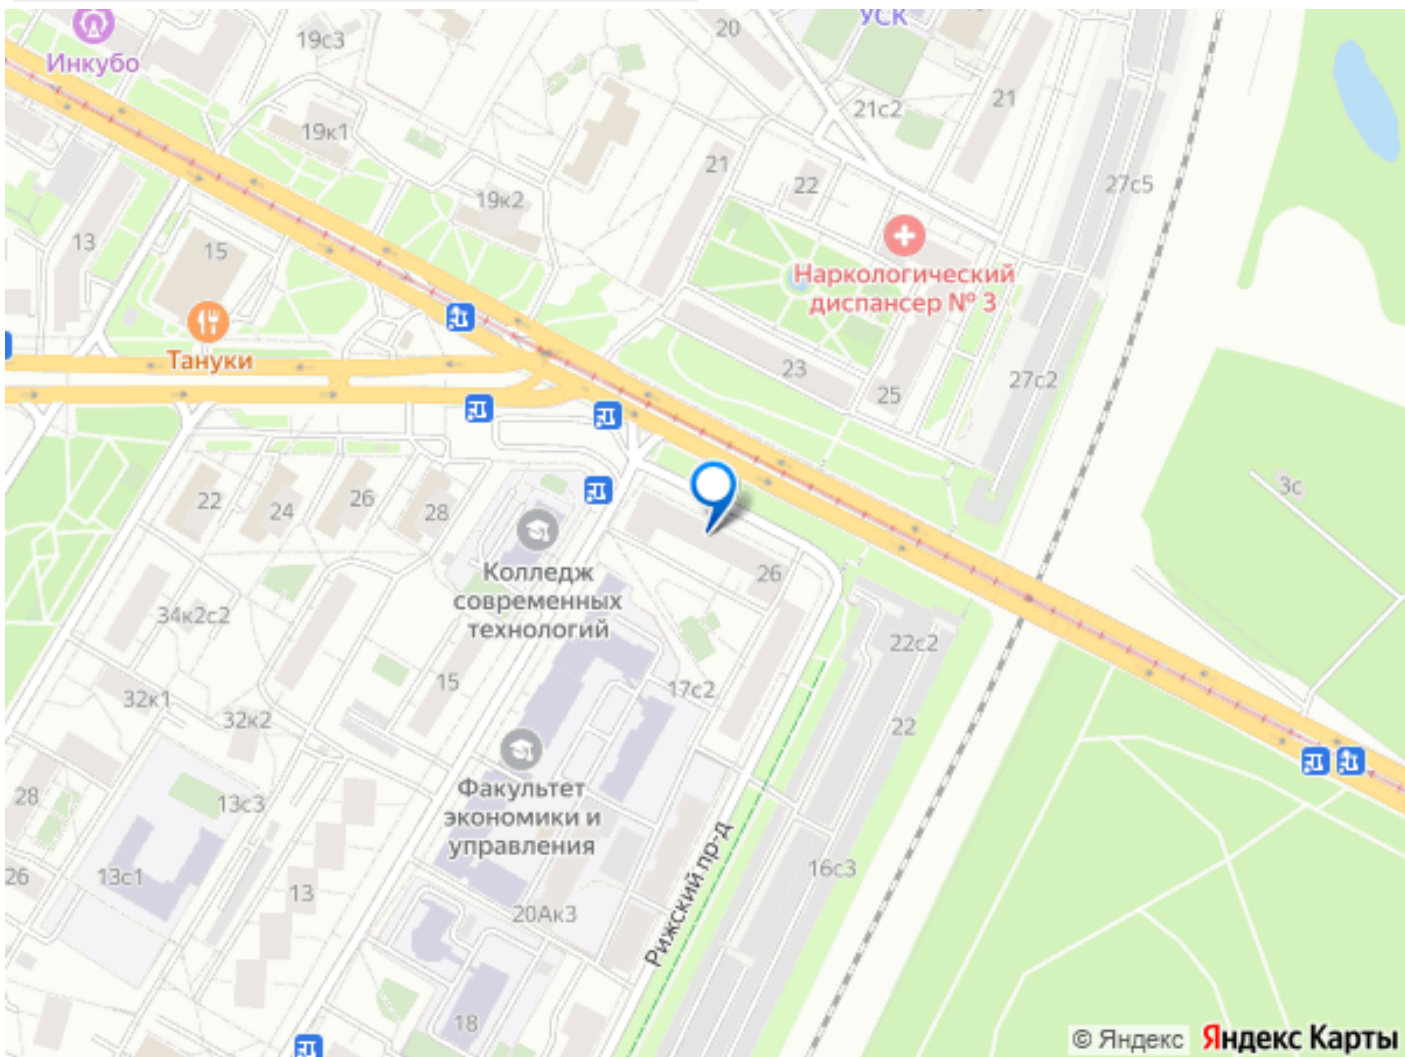 УСК
20
19с3
Инкубо
21
21с2
19к1
21
22
27с5
19к2
13
15
Наркологический
диспансер № 3
Тануки
23
27с2
25
3с
22
24
26
28
Колледж
современных
технологий
26
34к2с2
22с2
15
17с2
32к1
32к2
22
28
13с3
Факультет
экономики и
управления
Рижский пр-д
26
13с1
13
16с3
20Ак3
18
© Яндекс
Яндекс Карты